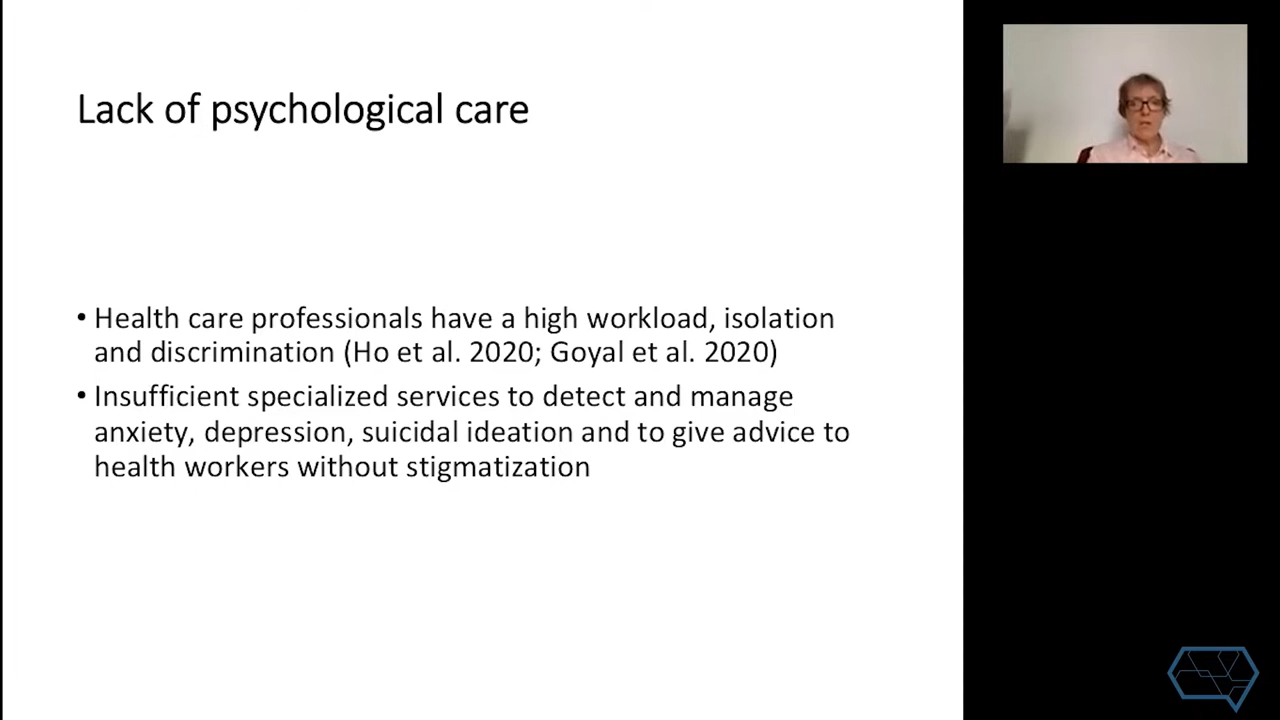 Lack of psychological care
• Health care professionals have a high workload, isolation
and discrimination (Ho et al. 2020; Goyal et al. 2020)
• Insufficient specialized services to detect and manage
anxiety, depression, suicidal ideation and to give advice to
health workers without stigmatization